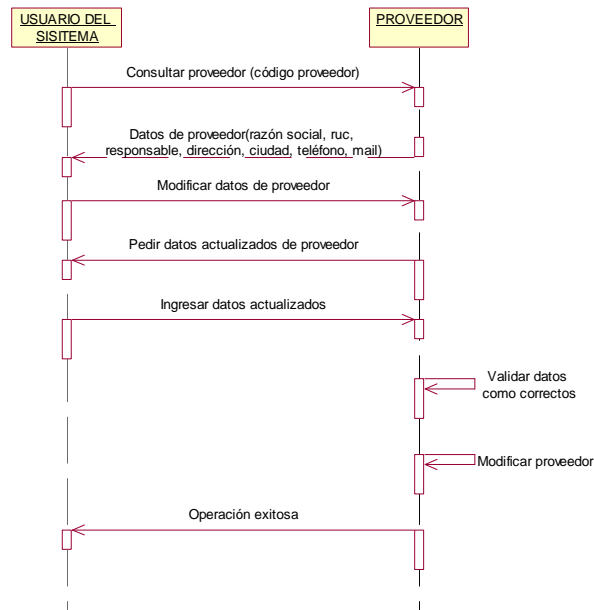 USUARIO DEL
SISITEMA
PROVEEDOR
Consultar proveedor (código proveedor)
Datos de proveedor(razón social, ruc,
responsable, dirección, ciudad, teléfono, mail)
Modificar datos de proveedor
Pedir datos actualizados de proveedor
Ingresar datos actualizados
Validar datos
como correctos
Modificar proveedor
Operación exitosa